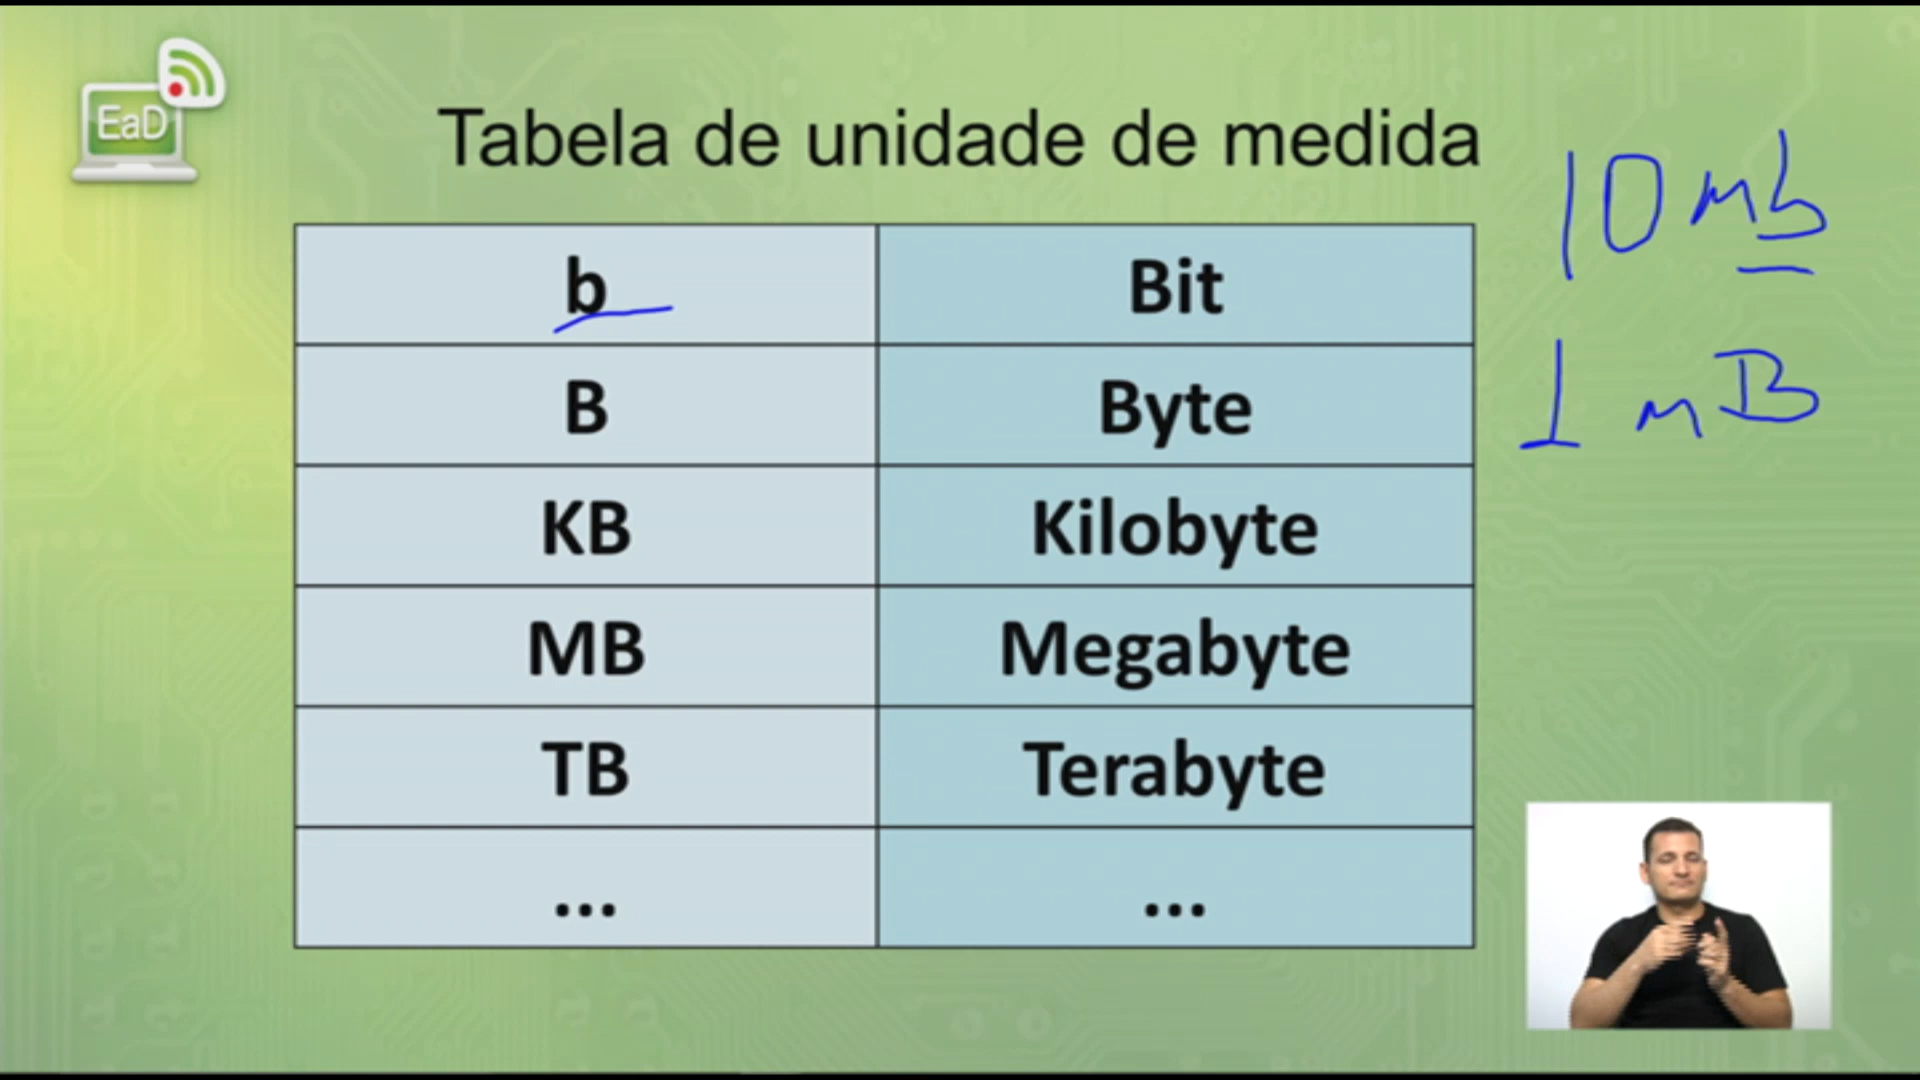 EaD
Tabela de unidade de medida
10 mb
1 mB
b Bit
B Byte
KB Kilobyte
MB Megabyte
TB Terabyte
... ...